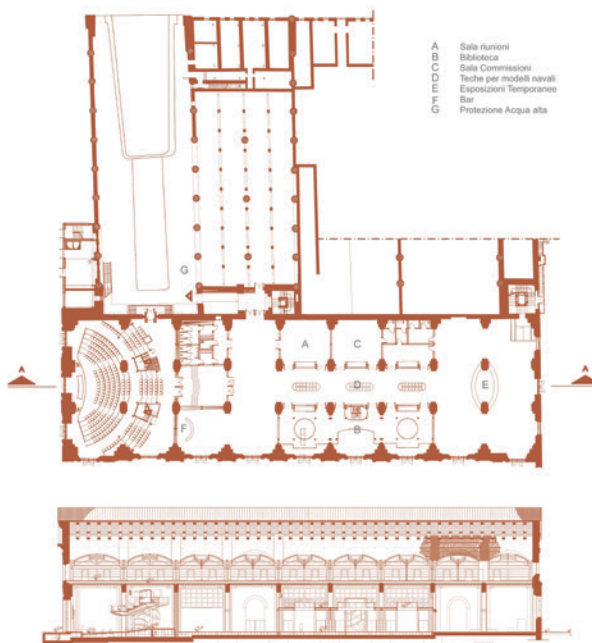 A Sala riunioni
B Biblioteca
C Sala Commissioni
D Teche per modelli navali
E Esposizioni Temporanee
F Bar
G Protezione Acqua alta
G
A
C
A
D
E
A
F
B